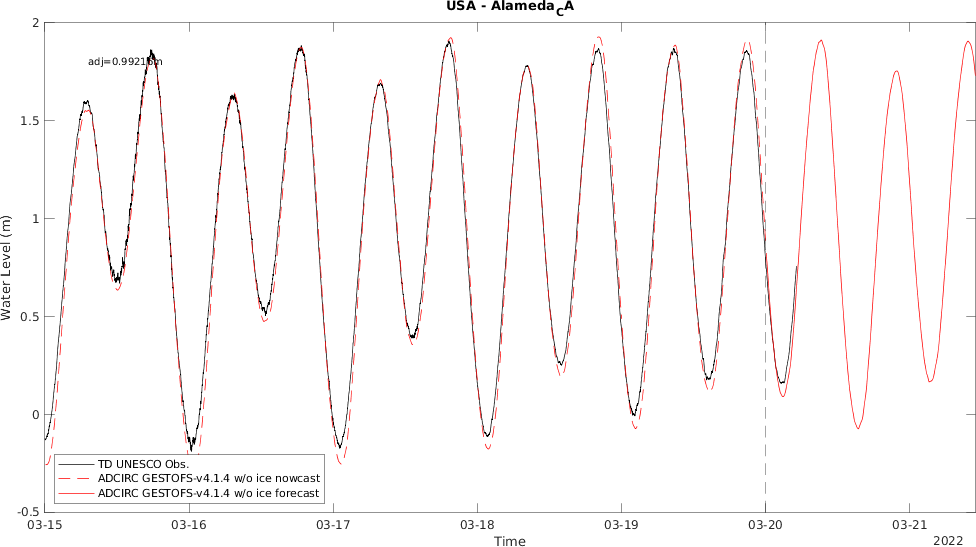 USA - Alameda_CA
adj=0.99216m
2
1.5
1
0.5
0
-0.5
Water Level (m)
TD UNESCO Obs.
ADCIRC GESTOFS-v4.1.4 w/o ice nowcast
ADCIRC GESTOFS-v4.1.4 w/o ice forecast
03-15 03-16 03-17 03-18 03-19 03-20 03-21
Time
2022